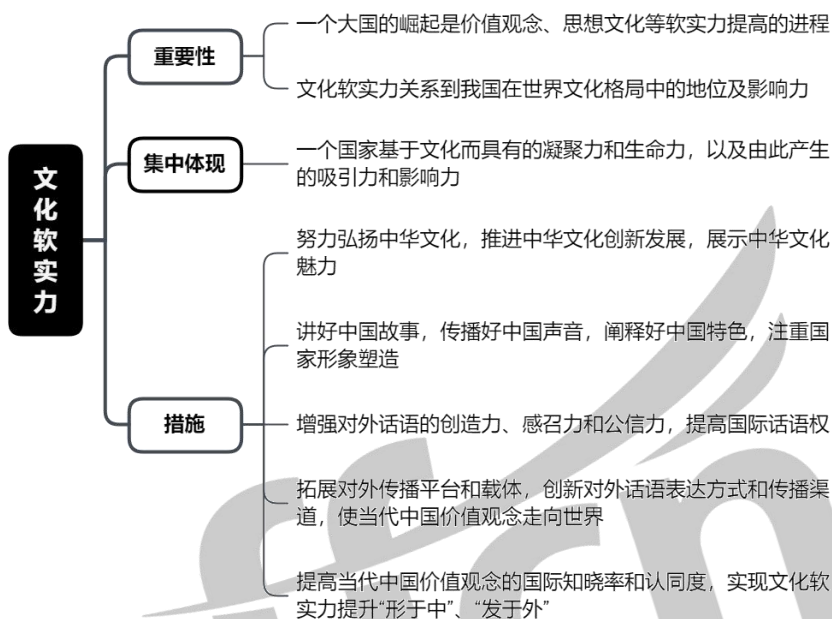 文化软实力
重要性
一个大国的崛起是价值观念、思想文化等软实力提高的进程
文化软实力关系到我国在世界文化格局中的地位及影响力
集中体现
一个国家基于文化而具有的凝聚力和生命力，以及由此产生
的吸引力和影响力
措施
努力弘扬中华文化，推进中华文化创新发展，展示中华文化
魅力
讲好中国故事，传播好中国声音，阐释好中国特色，注重国
家形象塑造
增强对外话语的创造力、感召力和公信力，提高国际话语权
拓展对外传播平台和载体，创新对外话语表达方式和传播渠
道，使当代中国价值观念走向世界
提高当代中国价值观念的国际知晓率和认同度，实现文化软
实力提升“形于中”、“发于外”